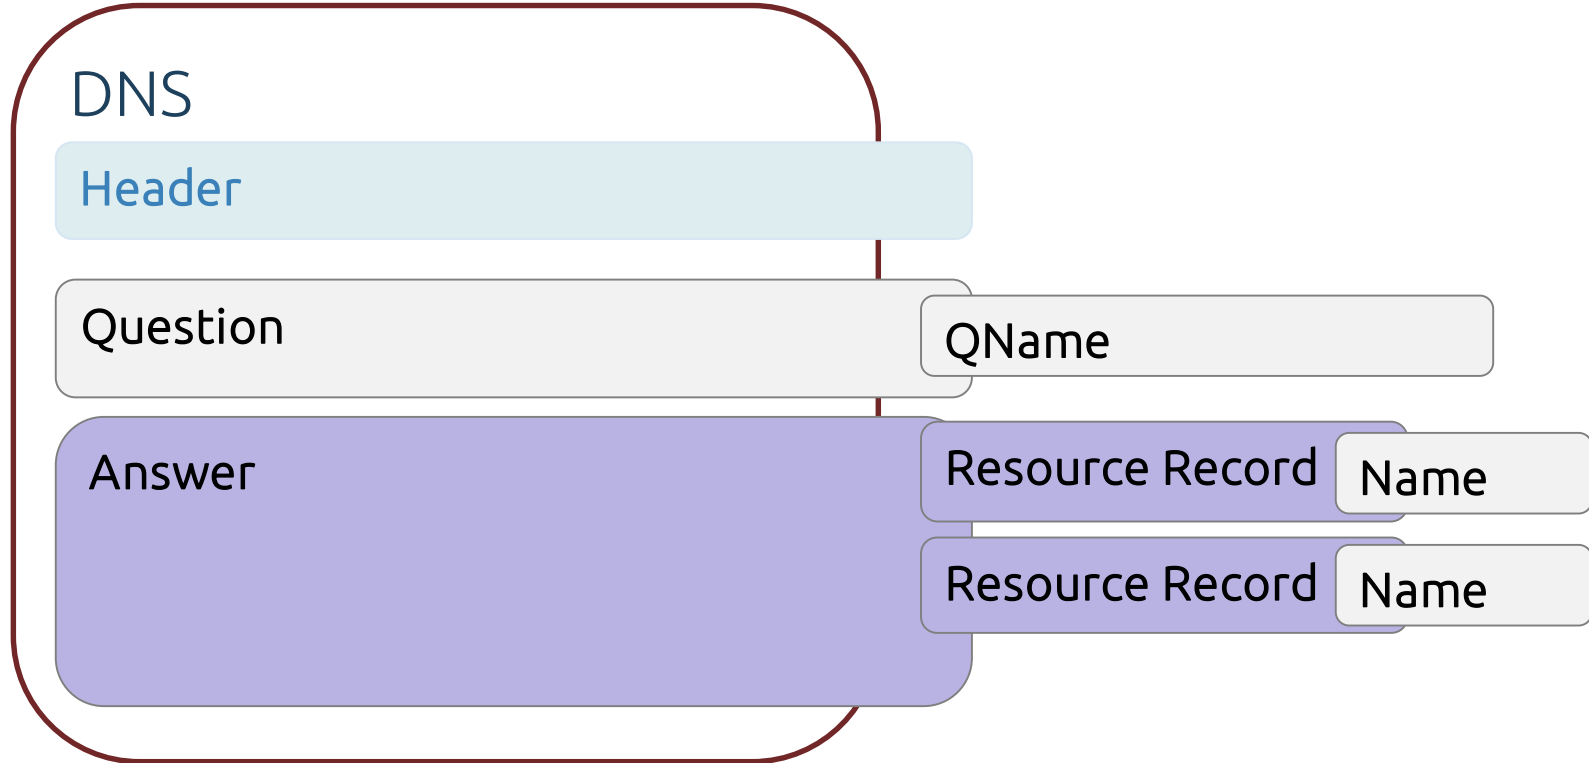 DNS
Header
Question
QName
Answer
Resource Record
Name
Resource Record
Name